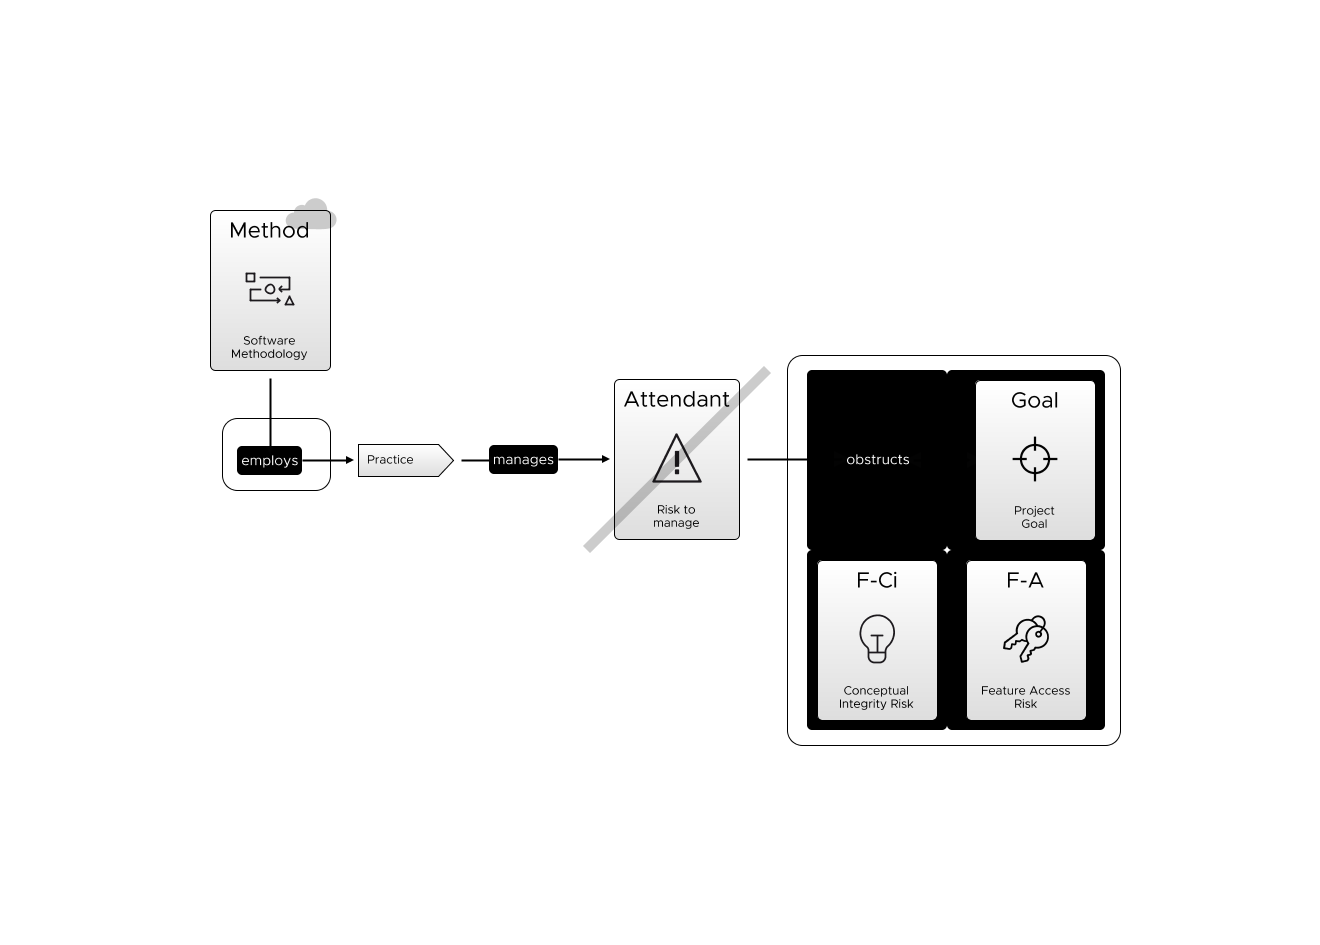 Method
Software
Methodology
employs
Practice
manages
Attendant
Risk to
manage
obstructs
Goal
Project
Goal
F-Ci
Conceptual
Integrity Risk
F-A
Feature Access
Risk